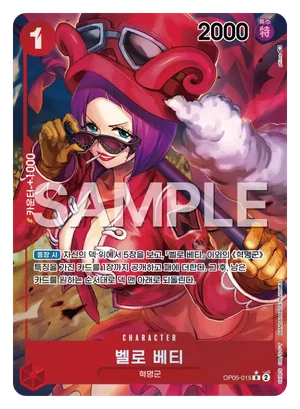 1
2000
특수
特
카운터+1000
SAMPLE
등장 시 자신의 덱 위에서 5장을 보고, 「벨로 베티」 이외의 《혁명군》
특징을 가진 카드를 1장까지 공개하고 패에 더한다. 그 후, 남은
카드를 원하는 순서대로 덱 맨 아래로 되돌린다.
CHARACTER
벨로 베티
혁명군
OP05-015 R 2